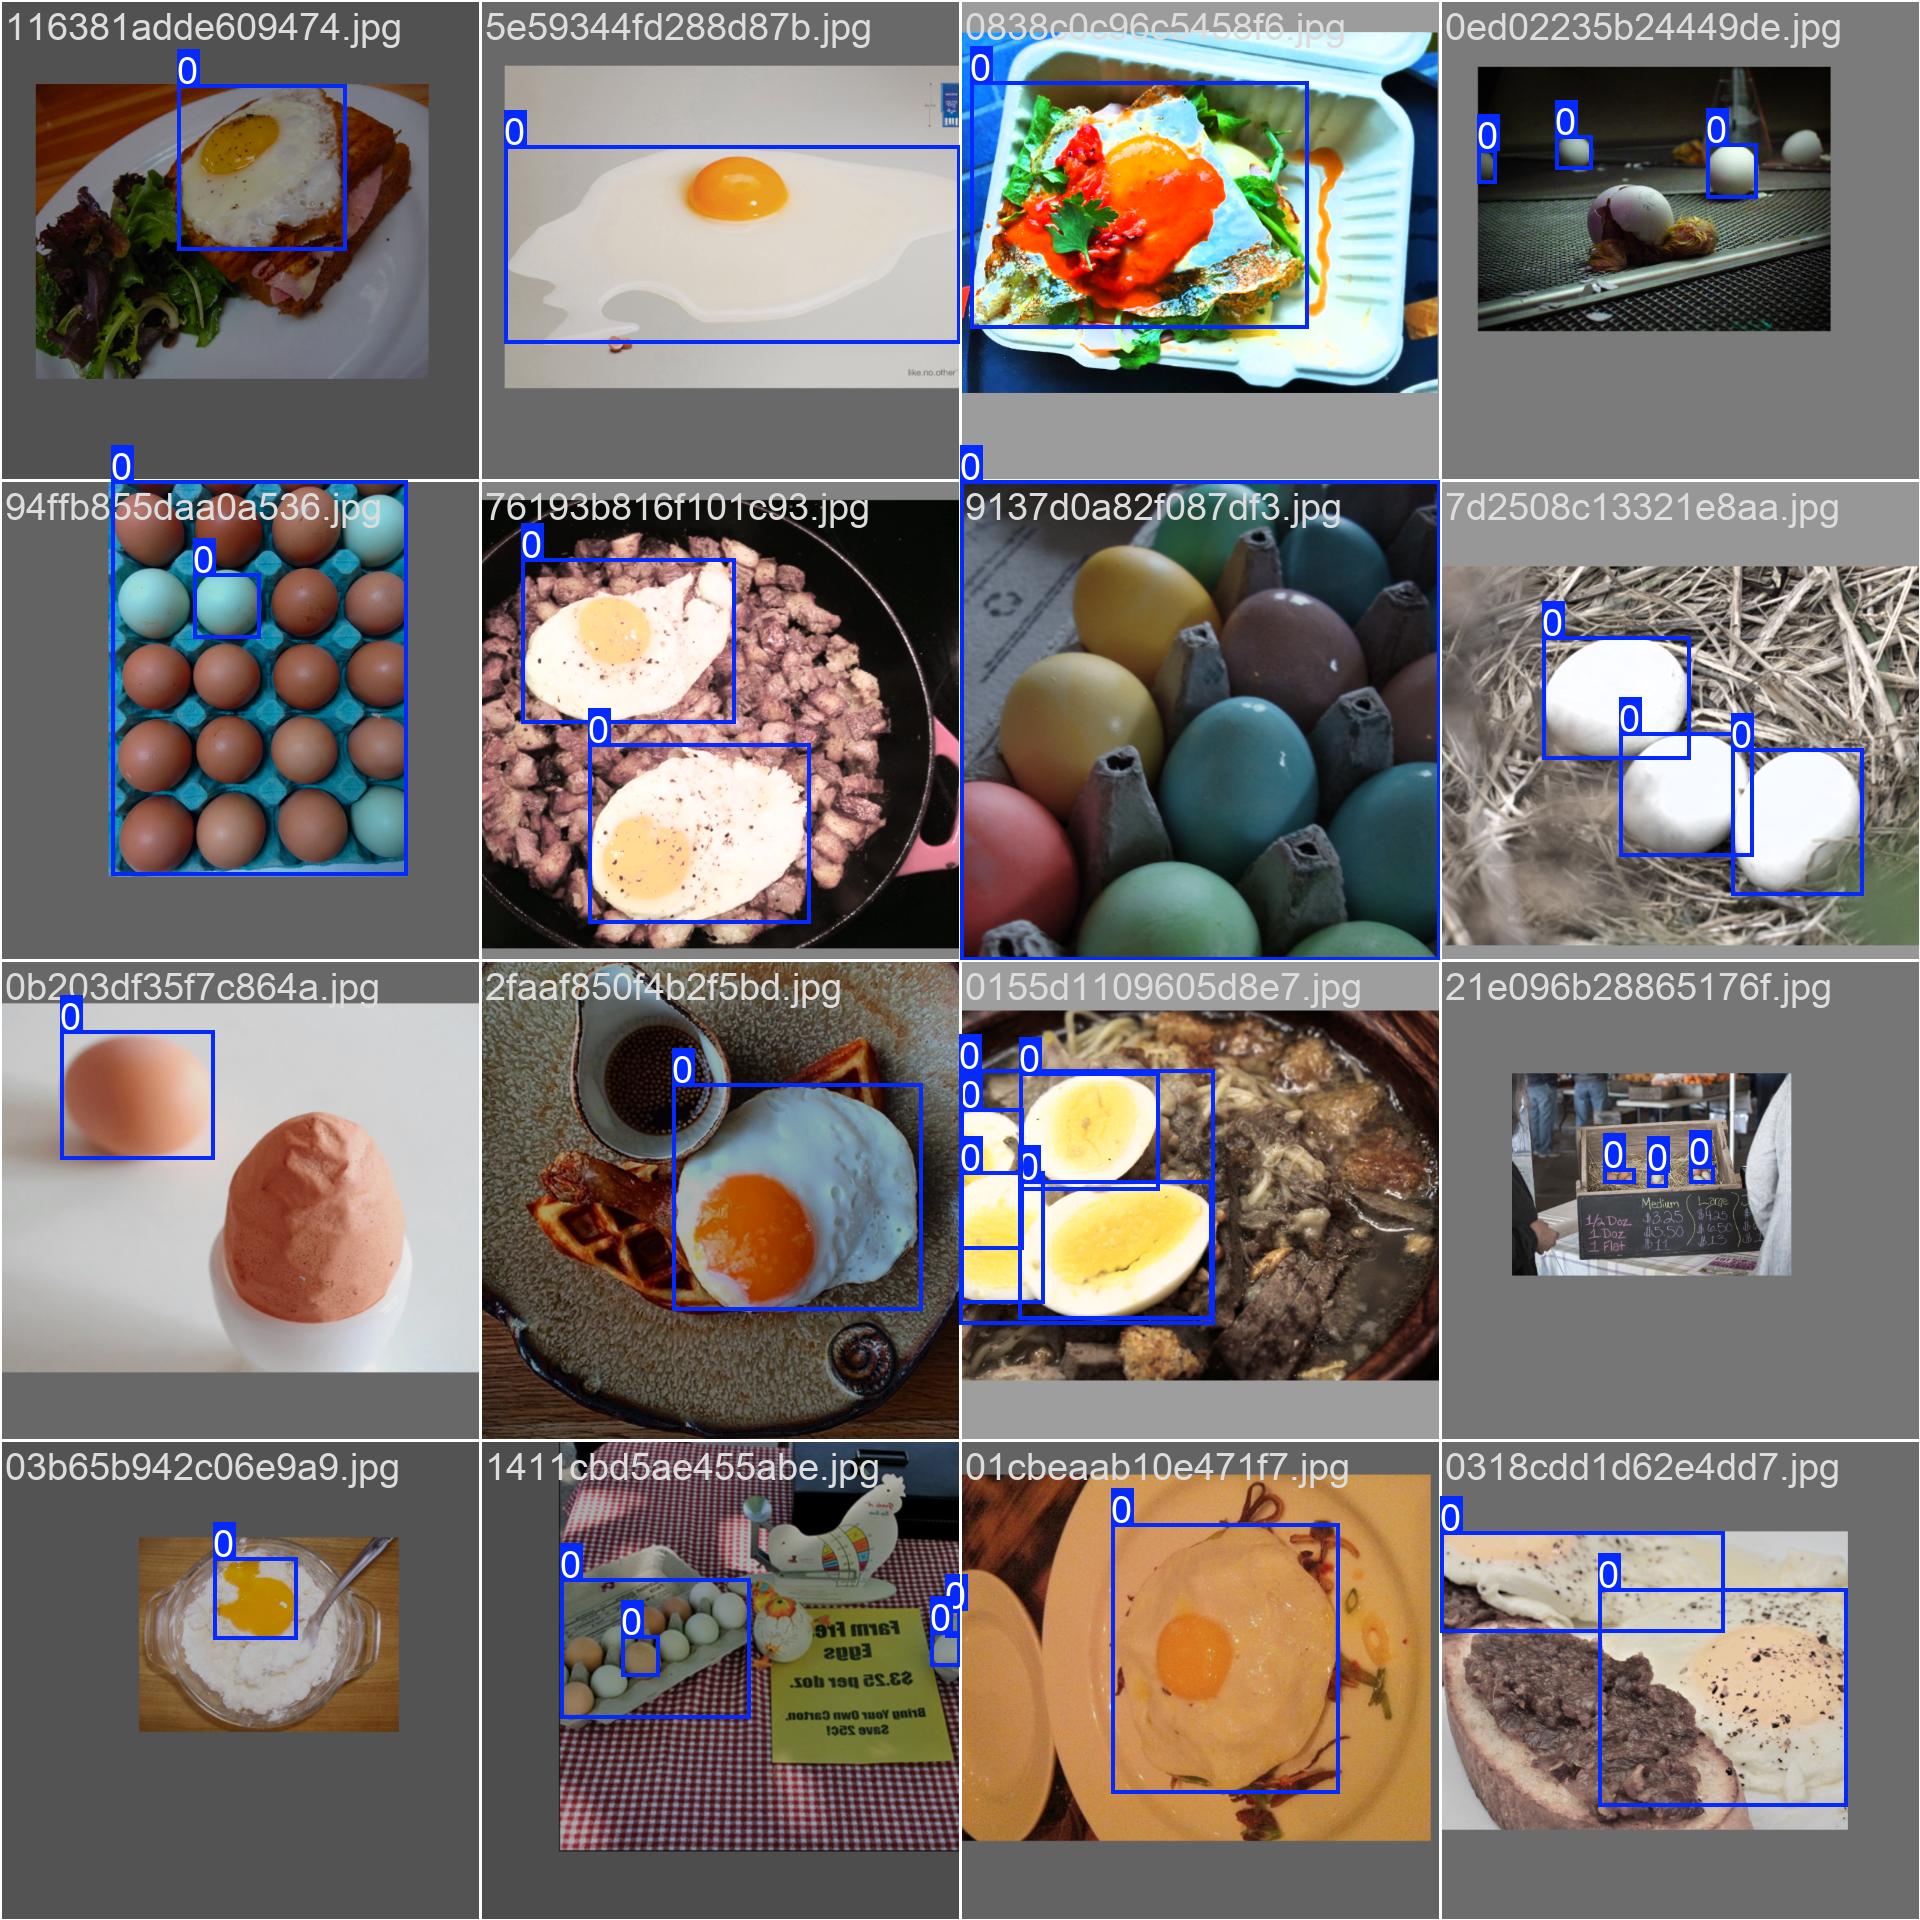 116381adde609474.jpg
5e59344fd288d87b.jpg
0838c0c96c5458f6.jpg
0ed02235b24449de.jpg
0
0
0
0
0
0
like.no.other
94ffb855daa0a536.jpg
76193b816f101c93.jpg
9137d0a82f087df3.jpg
7d2508c13321e8aa.jpg
0
0
0
0
0
0
0
0
0b203df35f7c864a.jpg
2faaf850f4b2f5bd.jpg
0155d1109605d8e7.jpg
21e096b28865176f.jpg
0
0
0
0
0
0
0
0
0
0
Medium
Large
1/2 Doz
$3.25
$4.25
1 Doz
$5.50
$6.50
1 Flat
$11
$13
03b65b942c06e9a9.jpg
1411cbd5ae455abe.jpg
01cbeaab10e471f7.jpg
0318cdd1d62e4dd7.jpg
0
0
0
0
0
0
0
0
Farm Fre
Eggs
$3.25 per doz.
Bring Your Own Carton.
Save 25¢!